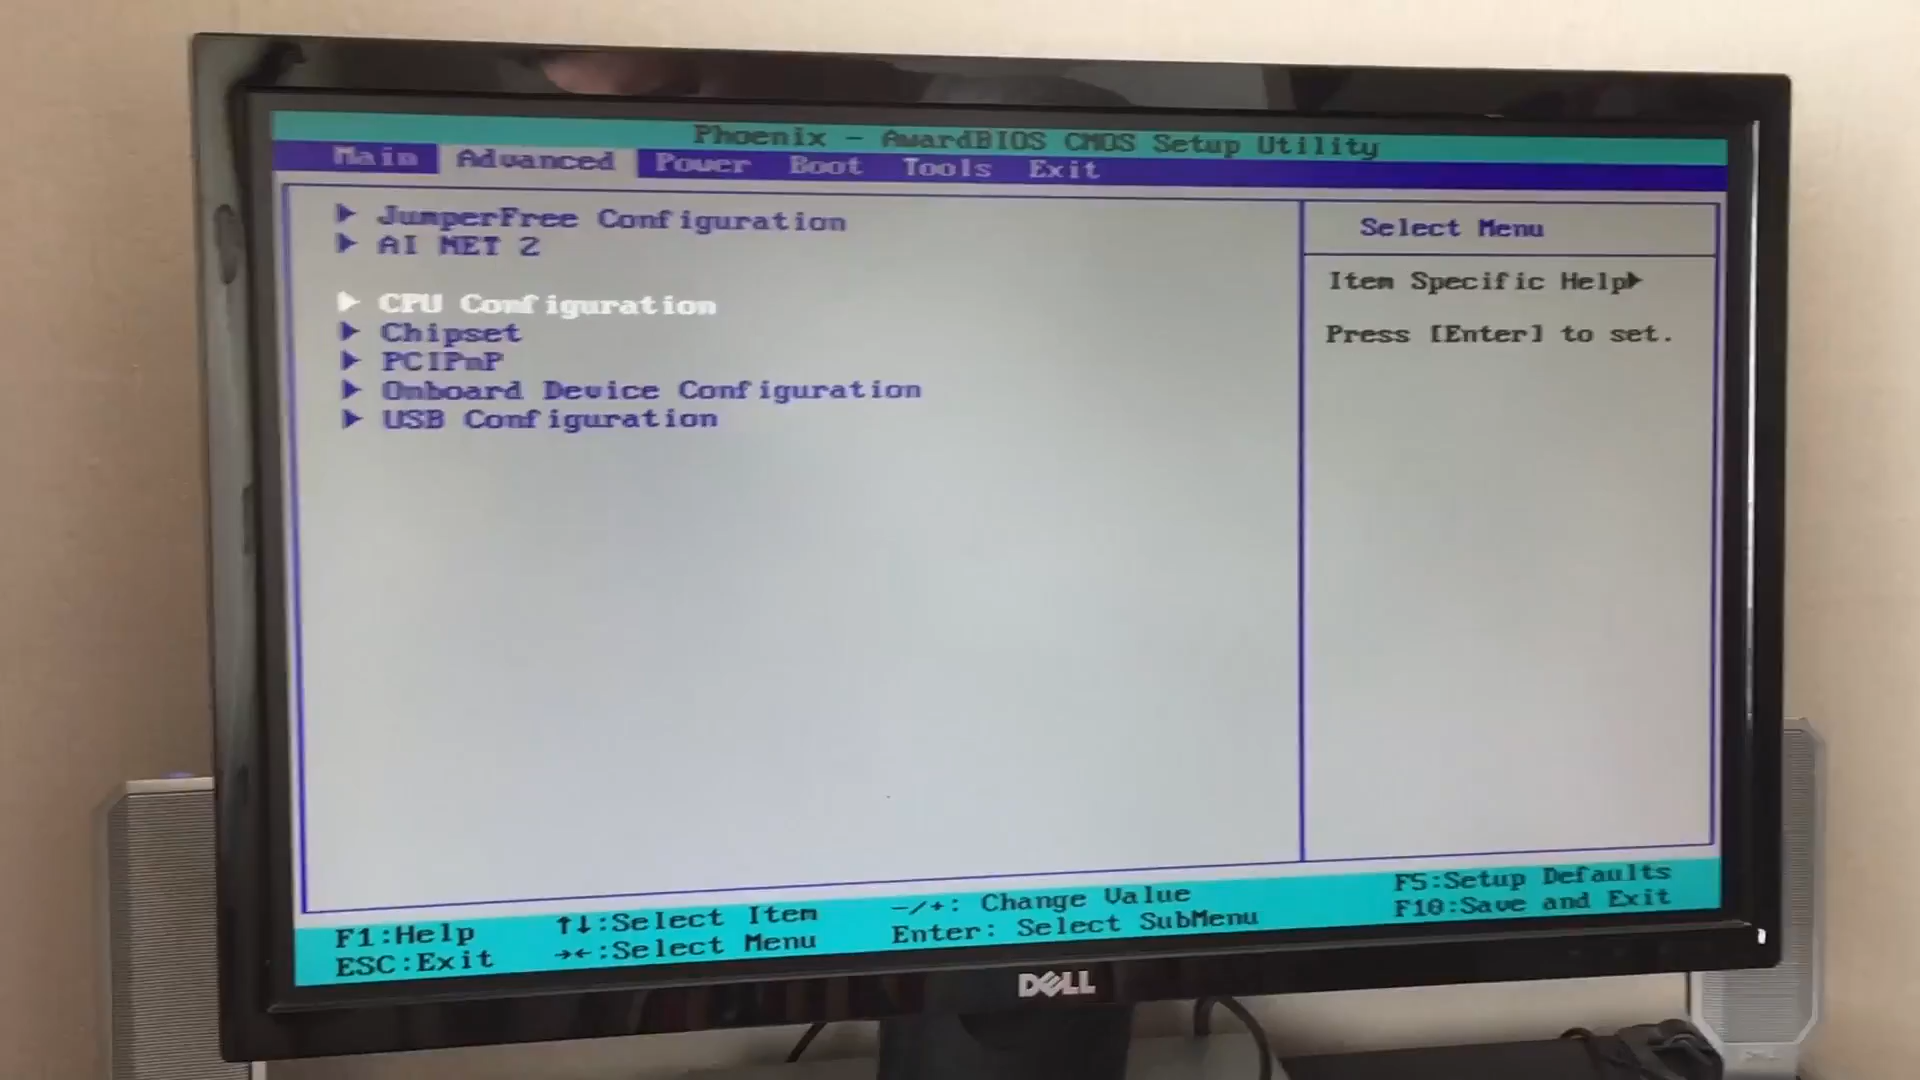 Phoenix - AwardBIOS CMOS Setup Utility
Main Advanced Power Boot Tools Exit
JumperFree Configuration
AI NET 2
CPU Configuration
Chipset
PCIPnP
Onboard Device Configuration
USB Configuration
Select Menu
Item Specific Help
Press [Enter] to set.
F1:Help ↑↓:Select Item -/+: Change Value F5:Setup Defaults
ESC:Exit →←:Select Menu Enter: Select SubMenu F10:Save and Exit
DELL